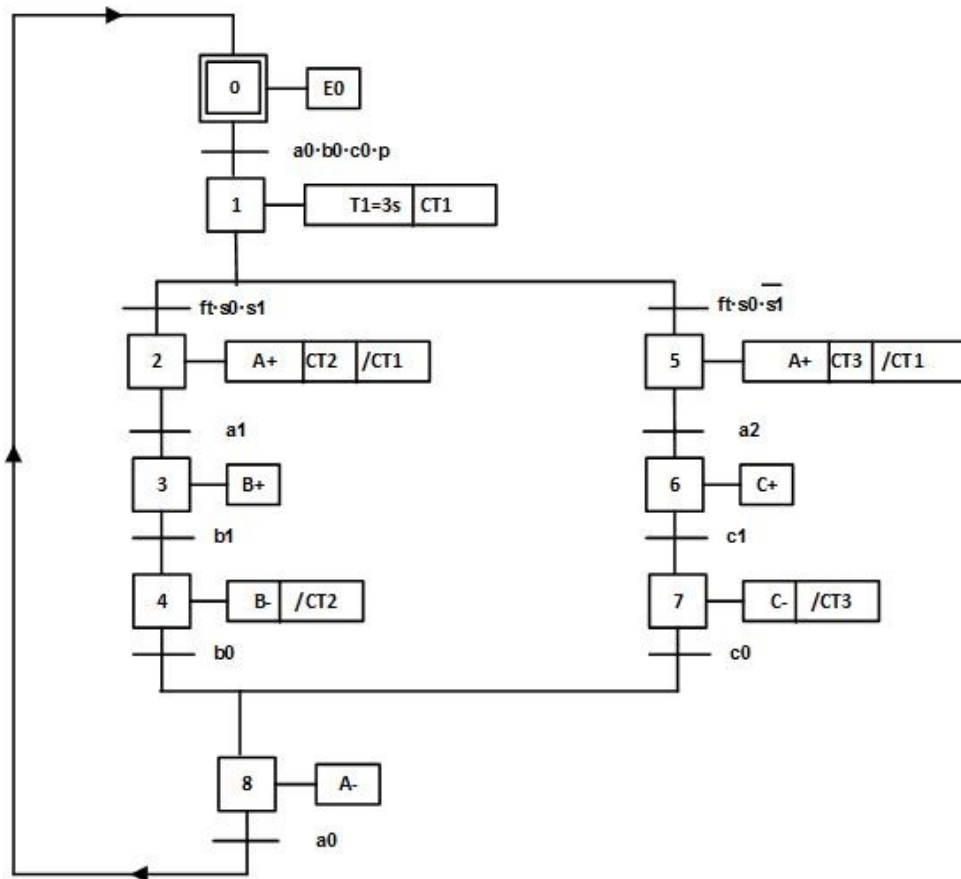 0 E0
a0·b0·c0·p
1 T1=3s CT1
ft·s0·s1 ft·s0·s̅1̅
2 A+ CT2 /CT1 5 A+ CT3 /CT1
a1 a2
3 B+ 6 C+
b1 c1
4 B- /CT2 7 C- /CT3
b0 c0
8 A-
a0